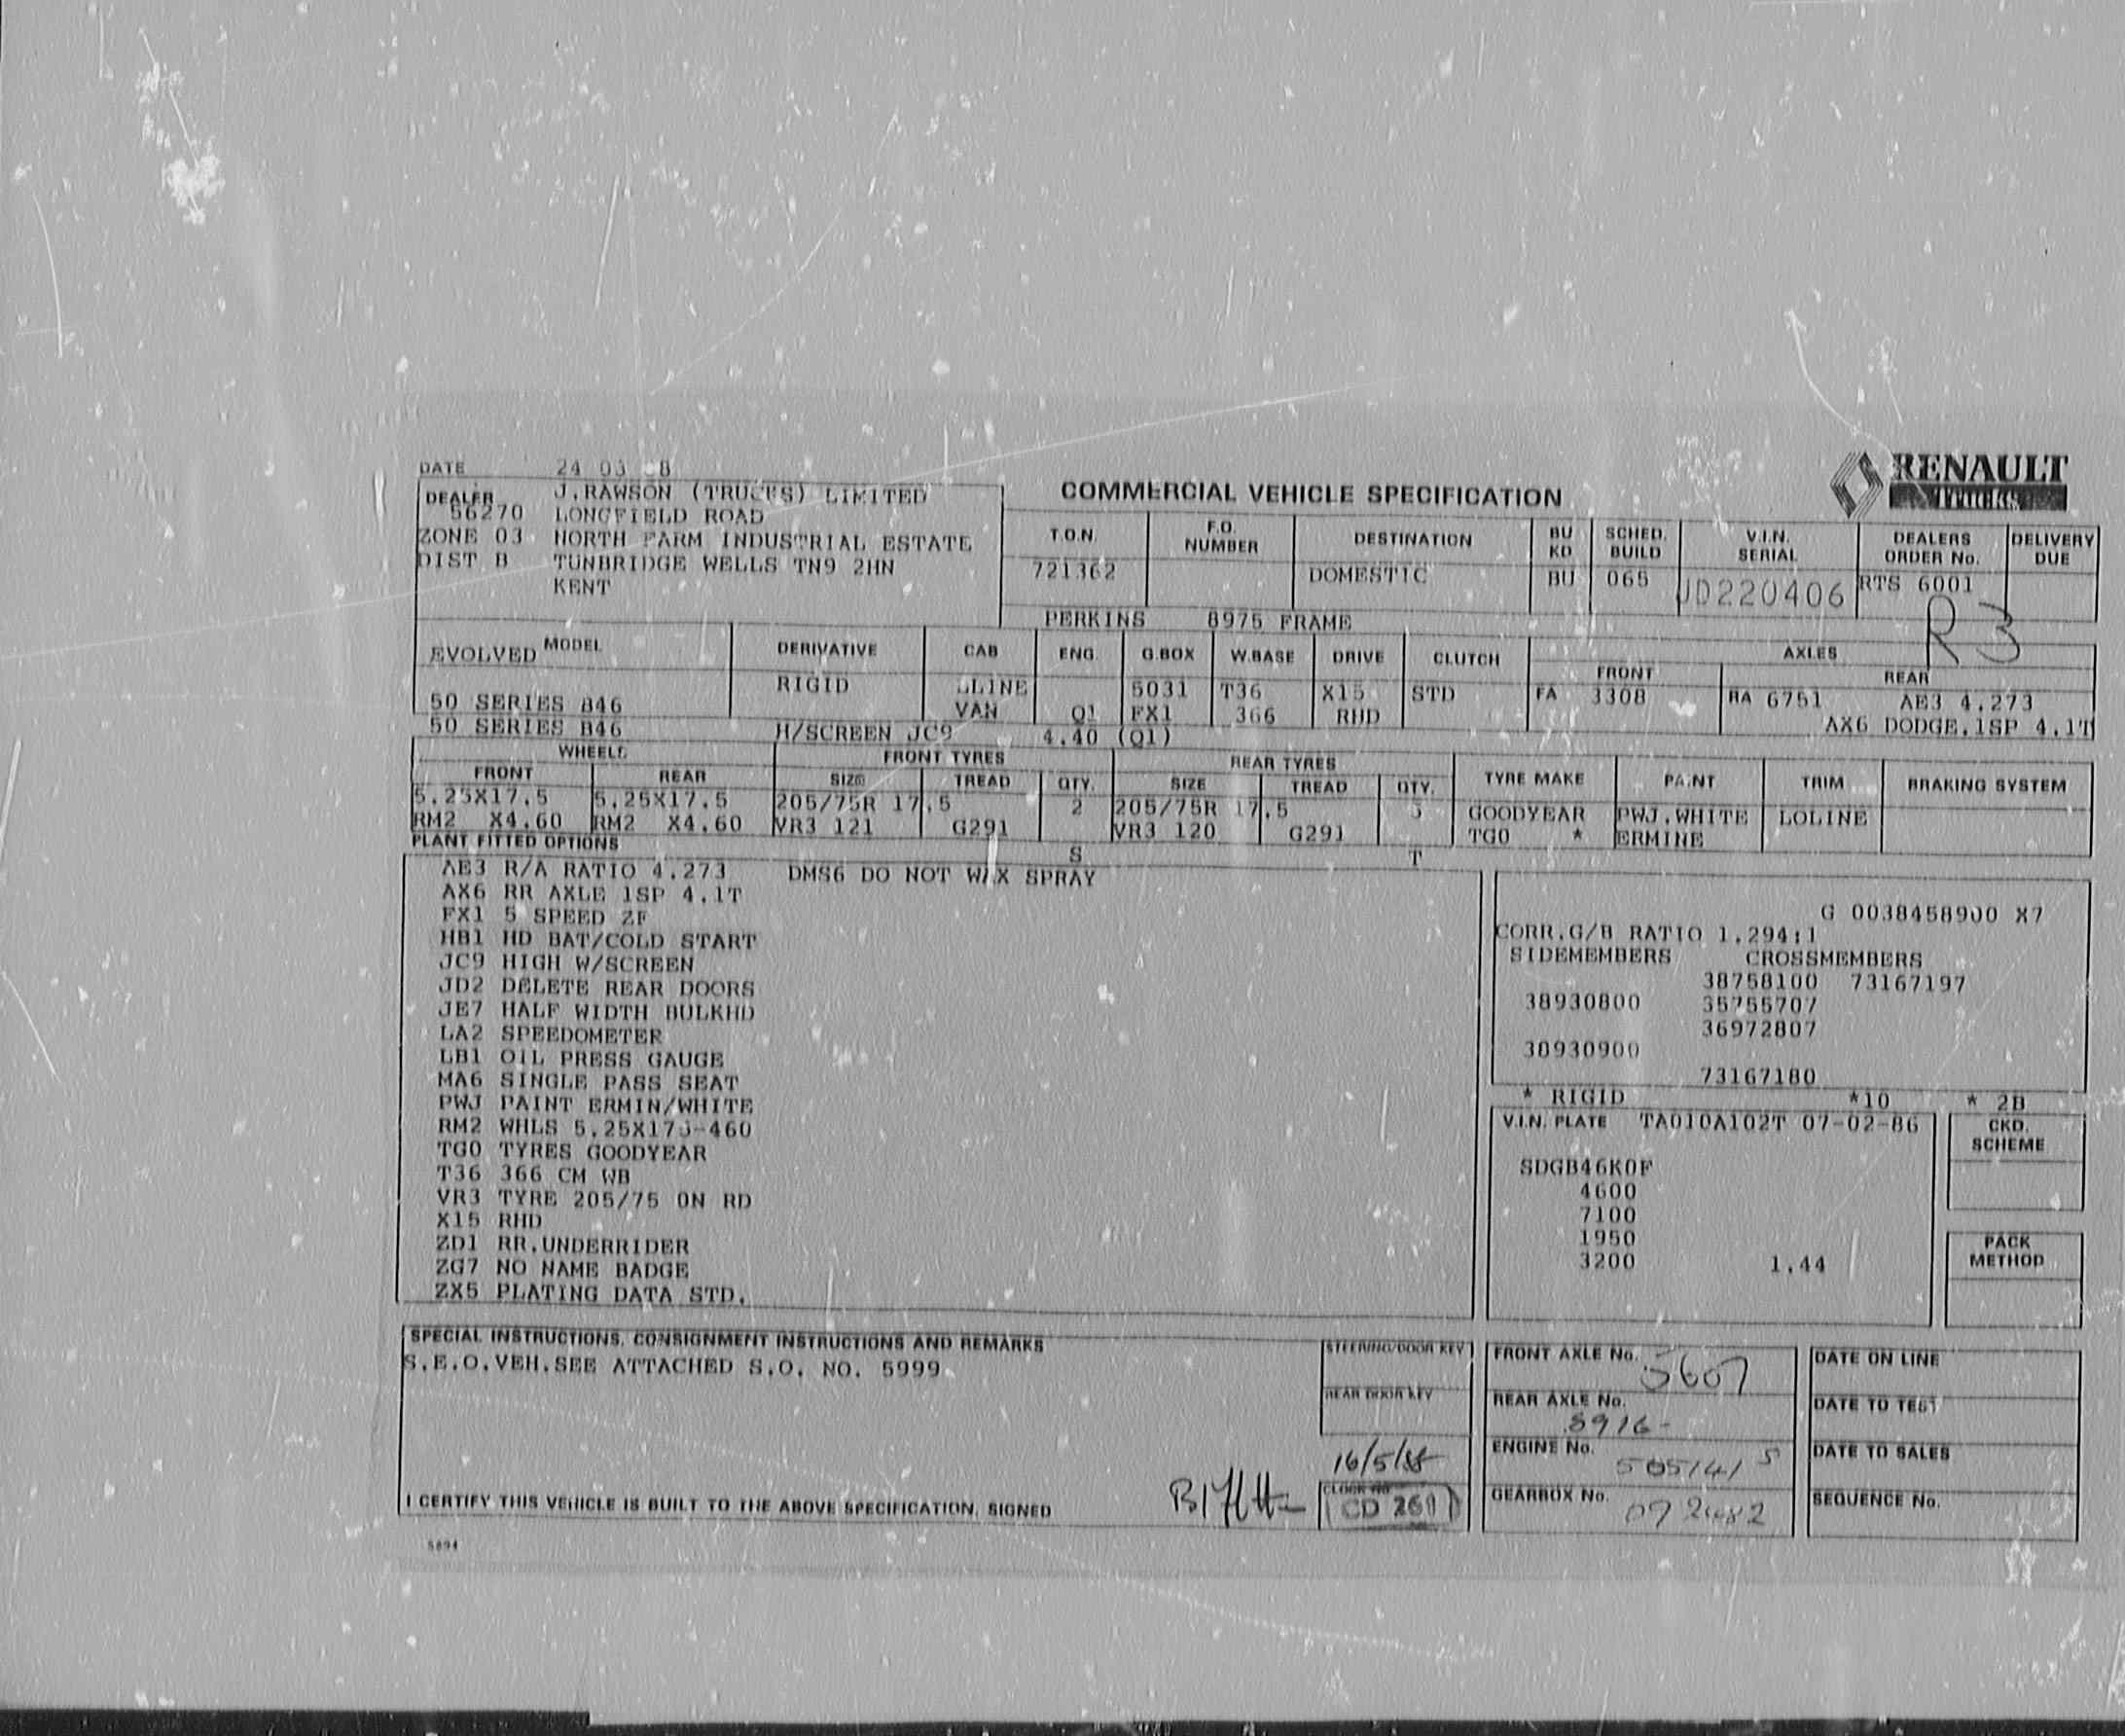 RENAULT
TRUCKS
DATE 24 03
DEALER J.RAWSON (TRUCKS) LIMITED
56270 LONGFIELD ROAD
ZONE 03 NORTH FARM INDUSTRIAL ESTATE
DIST B TUNBRIDGE WELLS TN9 2HN
KENT
COMMERCIAL VEHICLE SPECIFICATION
T.O.N. F.O. NUMBER DESTINATION BU KD SCHED. BUILD V.I.N. SERIAL DEALERS ORDER No. DELIVERY DUE
721362 DOMESTIC BU 065 JD220406 RTS 6001
R3
PERKINS 8975 FRAME
EVOLVED MODEL DERIVATIVE CAB ENG. G.BOX W.BASE DRIVE CLUTCH AXLES
FRONT REAR
RIGID LLINE 5031 T36 X15 STD FA 3308 RA 6751 AE3 4.273
50 SERIES B46 VAN Q1 FX1 366 RHD AX6 DODGE.1SP 4.1T
50 SERIES B46 H/SCREEN JC9 4.40 (Q1)
WHEELS FRONT TYRES REAR TYRES
FRONT REAR SIZE TREAD QTY. SIZE TREAD QTY. TYRE MAKE PAINT TRIM BRAKING SYSTEM
5.25X17.5 5.25X17.5 205/75R 17.5 2 205/75R 17.5 GOODYEAR PWJ.WHITE LOLINE
RM2 X4.60 RM2 X4.60 VR3 121 G291 VR3 120 G291 TG0 * ERMINE
PLANT FITTED OPTIONS S T
AE3 R/A RATIO 4.273 DMS6 DO NOT WAX SPRAY
AX6 RR AXLE 1SP 4.1T
FX1 5 SPEED ZF
HB1 HD BAT/COLD START
JC9 HIGH W/SCREEN
JD2 DELETE REAR DOORS
JE7 HALF WIDTH BULKHD
LA2 SPEEDOMETER
LB1 OIL PRESS GAUGE
MA6 SINGLE PASS SEAT
PWJ PAINT ERMIN/WHITE
RM2 WHLS 5.25X175-460
TG0 TYRES GOODYEAR
T36 366 CM WB
VR3 TYRE 205/75 ON RD
X15 RHD
ZD1 RR.UNDERRIDER
ZG7 NO NAME BADGE
ZX5 PLATING DATA STD.
G 0038458900 X7
CORR.G/B RATIO 1.294:1
SIDEMEMBERS CROSSMEMBERS
38758100 73167197
38930800 35755707
36972807
38930900
73167180
* RIGID *10 * 2B
V.I.N. PLATE TA010A102T 07-02-86
SDGB46K0F
4600
7100
1950
3200 1.44
CKD. SCHEME
PACK METHOD
SPECIAL INSTRUCTIONS, CONSIGNMENT INSTRUCTIONS AND REMARKS
S.E.O.VEH.SEE ATTACHED S.O. NO. 5999
STEERING/DOOR KEY
REAR DOOR KEY
16/5/88
I CERTIFY THIS VEHICLE IS BUILT TO THE ABOVE SPECIFICATION, SIGNED
CLOCK No
CD 260
FRONT AXLE No. 5607
REAR AXLE No.
8916-
ENGINE No. 505141 5
GEARBOX No. 
DATE ON LINE
DATE TO TEST
DATE TO SALES
SEQUENCE No.
5894